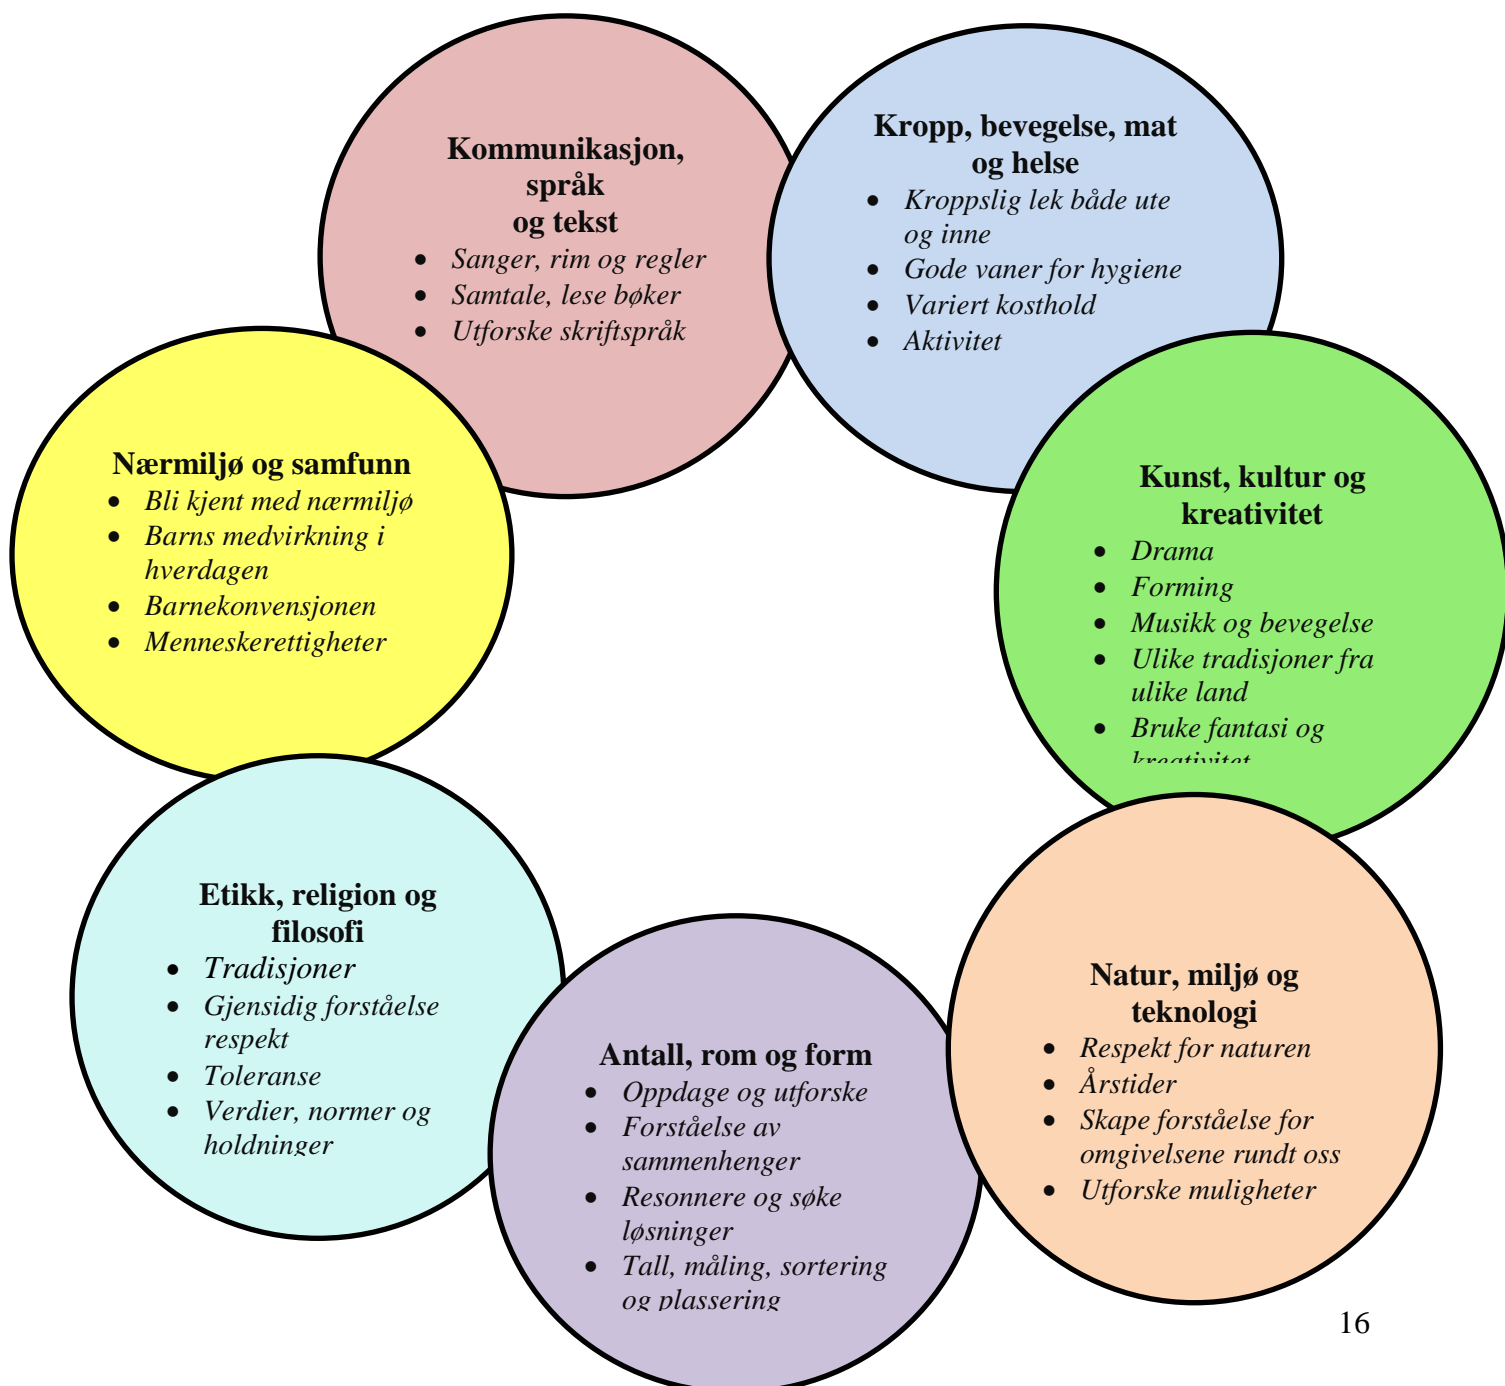 Kommunikasjon,
språk
og tekst
• Sanger, rim og regler
• Samtale, lese bøker
• Utforske skriftspråk
Kropp, bevegelse, mat
og helse
• Kroppslig lek både ute
og inne
• Gode vaner for hygiene
• Variert kosthold
• Aktivitet
Nærmiljø og samfunn
• Bli kjent med nærmiljø
• Barns medvirkning i
hverdagen
• Barnekonvensjonen
• Menneskerettigheter
Kunst, kultur og
kreativitet
• Drama
• Forming
• Musikk og bevegelse
• Ulike tradisjoner fra
ulike land
• Bruke fantasi og
kreativitet
Etikk, religion og
filosofi
• Tradisjoner
• Gjensidig forståelse
respekt
• Toleranse
• Verdier, normer og
holdninger
Antall, rom og form
• Oppdage og utforske
• Forståelse av
sammenhenger
• Resonnere og søke
løsninger
• Tall, måling, sortering
og plassering
Natur, miljø og
teknologi
• Respekt for naturen
• Årstider
• Skape forståelse for
omgivelsene rundt oss
• Utforske muligheter
16